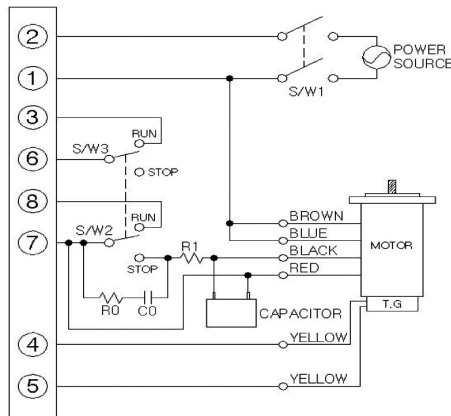 2
POWER
SOURCE
1
S/W1
3
RUN
S/W3
6
STOP
8
RUN
S/W2
7
BROWN
BLUE
MOTOR
R1
BLACK
STOP
RED
R0
C0
CAPACITOR
T.G
YELLOW
4
YELLOW
5